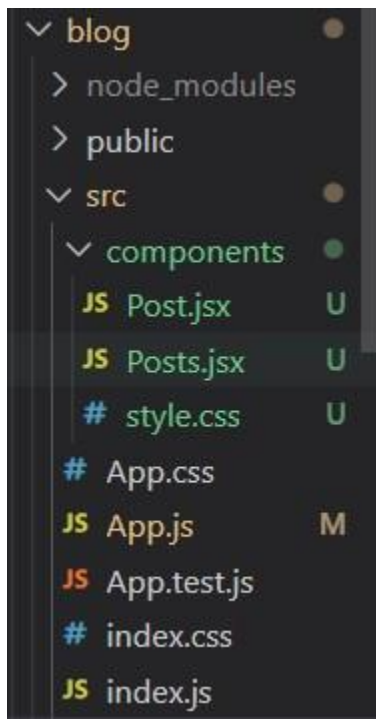 blog
node_modules
public
src
components
JS Post.jsx U
JS Posts.jsx U
# style.css U
# App.css
JS App.js M
JS App.test.js
# index.css
JS index.js